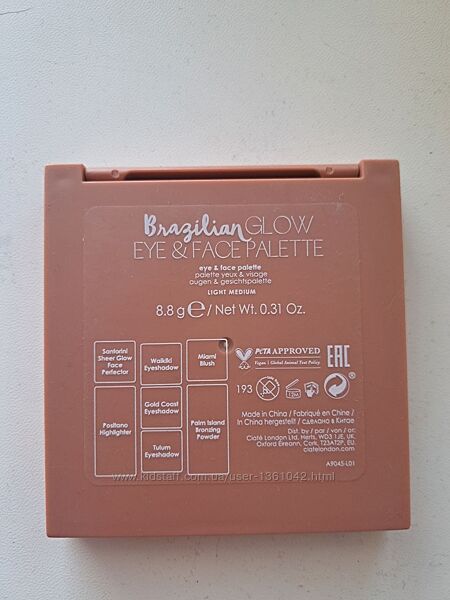 Brazilian GLOW
EYE & FACE PALETTE
eye & face palette
palette yeux & visage
augen & gesichtspalette
LIGHT MEDIUM
8.8 g e / Net Wt. 0.31 Oz.
Santorini
Sheer Glow
Face
Perfector
Waikiki
Eyeshadow
Miami
Blush
Positano
Highlighter
Gold Coast
Eyeshadow
Tulum
Eyeshadow
Palm Island
Bronzing
Powder
PeTA APPROVED
Vegan | Global Animal Test Policy
EAC
193
12M
Made in China / Fabriqué en Chine /
In China hergestellt / СДЕЛАНО в Китае
Dist. by / par / von / от:
Ciaté London Ltd, Herts, WD3 1JE, UK,
Oxford Eireann, Cork, T23AT2P, EU,
ciatelondon.com
A9045-L01
www.kidstaff.com.ua/user-1361042.html